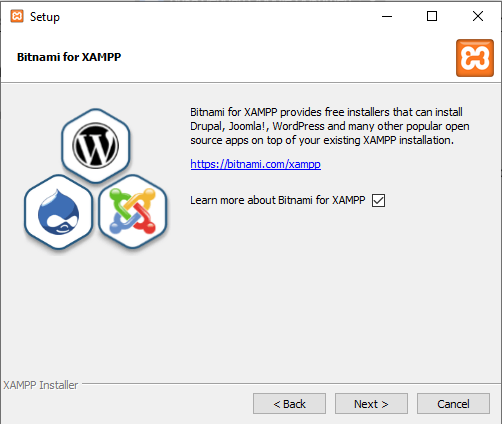 Setup
Bitnami for XAMPP
Bitnami for XAMPP provides free installers that can install
Drupal, Joomla!, WordPress and many other popular open
source apps on top of your existing XAMPP installation.
https://bitnami.com/xampp
Learn more about Bitnami for XAMPP
XAMPP Installer
< Back
Next >
Cancel